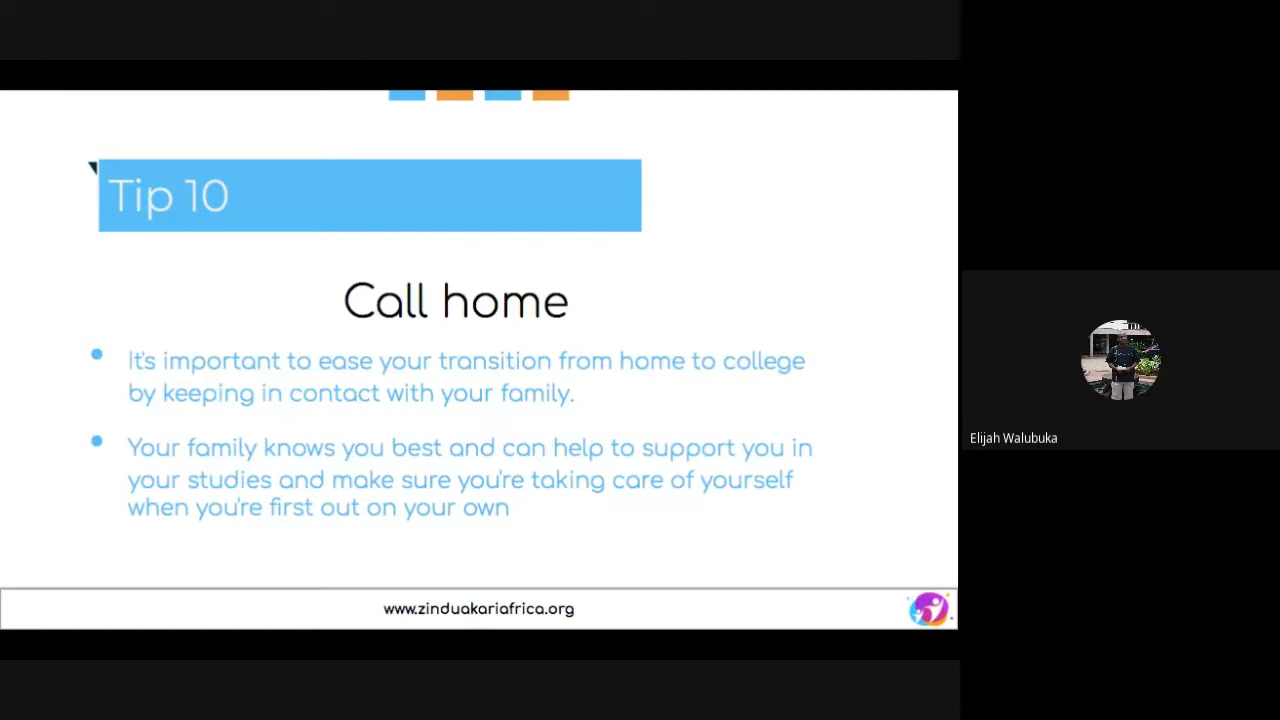 Tip 10
Call home
It's important to ease your transition from home to college
by keeping in contact with your family.
Your family knows you best and can help to support you in
your studies and make sure you're taking care of yourself
when you're first out on your own
www.zinduakariafrica.org
Elijah Walubuka